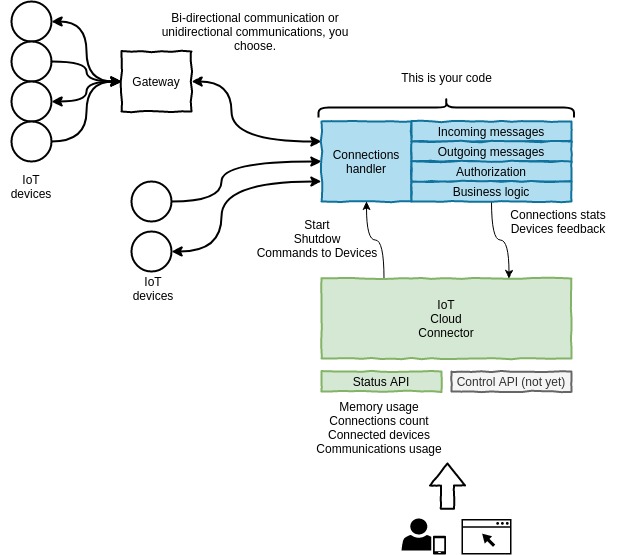 Bi-directional communication or
unidirectional communications, you
choose.
Gateway
This is your code
Connections
handler
Incoming messages
Outgoing messages
Authorization
Business logic
IoT
devices
IoT
devices
Start
Shutdow
Commands to Devices
Connections stats
Devices feedback
IoT
Cloud
Connector
Status API
Control API (not yet)
Memory usage
Connections count
Connected devices
Communications usage